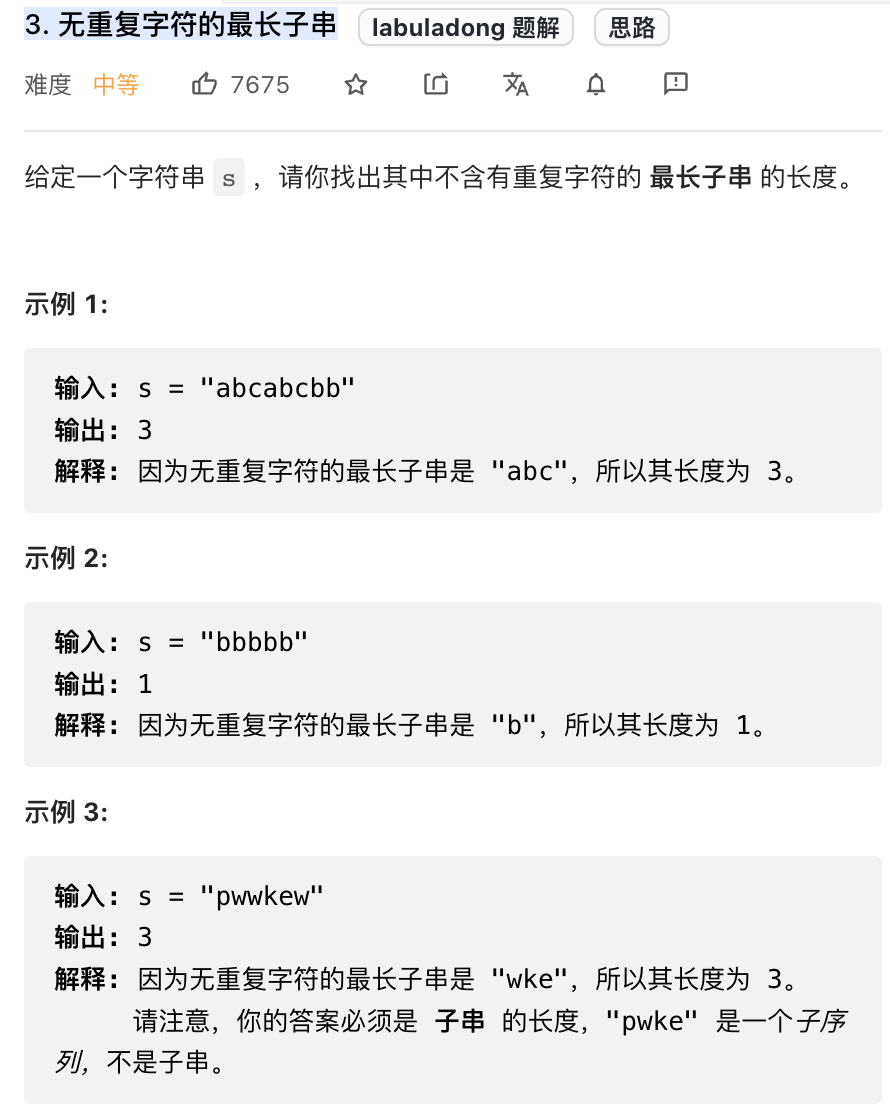 3. 无重复字符的最长子串 labuladong 题解 思路
难度 中等 7675
给定一个字符串 s ，请你找出其中不含有重复字符的 最长子串 的长度。
示例 1:
输入: s = "abcabcbb"
输出: 3
解释: 因为无重复字符的最长子串是 "abc"，所以其长度为 3。
示例 2:
输入: s = "bbbbb"
输出: 1
解释: 因为无重复字符的最长子串是 "b"，所以其长度为 1。
示例 3:
输入: s = "pwwkew"
输出: 3
解释: 因为无重复字符的最长子串是 "wke"，所以其长度为 3。
请注意，你的答案必须是 子串 的长度，"pwke" 是一个子序
列，不是子串。